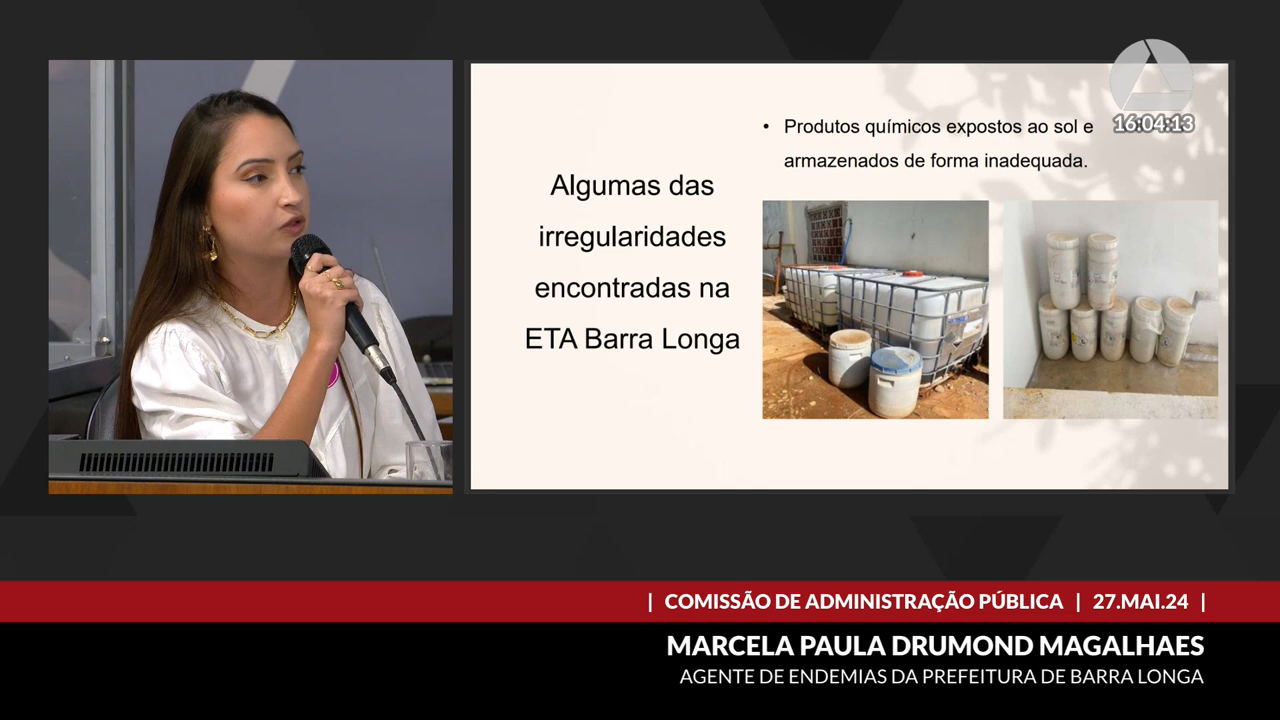 16:04:13
• Produtos químicos expostos ao sol e
armazenados de forma inadequada.
Algumas das
irregularidades
encontradas na
ETA Barra Longa
| COMISSÃO DE ADMINISTRAÇÃO PÚBLICA | 27.MAI.24 |
MARCELA PAULA DRUMOND MAGALHAES
AGENTE DE ENDEMIAS DA PREFEITURA DE BARRA LONGA